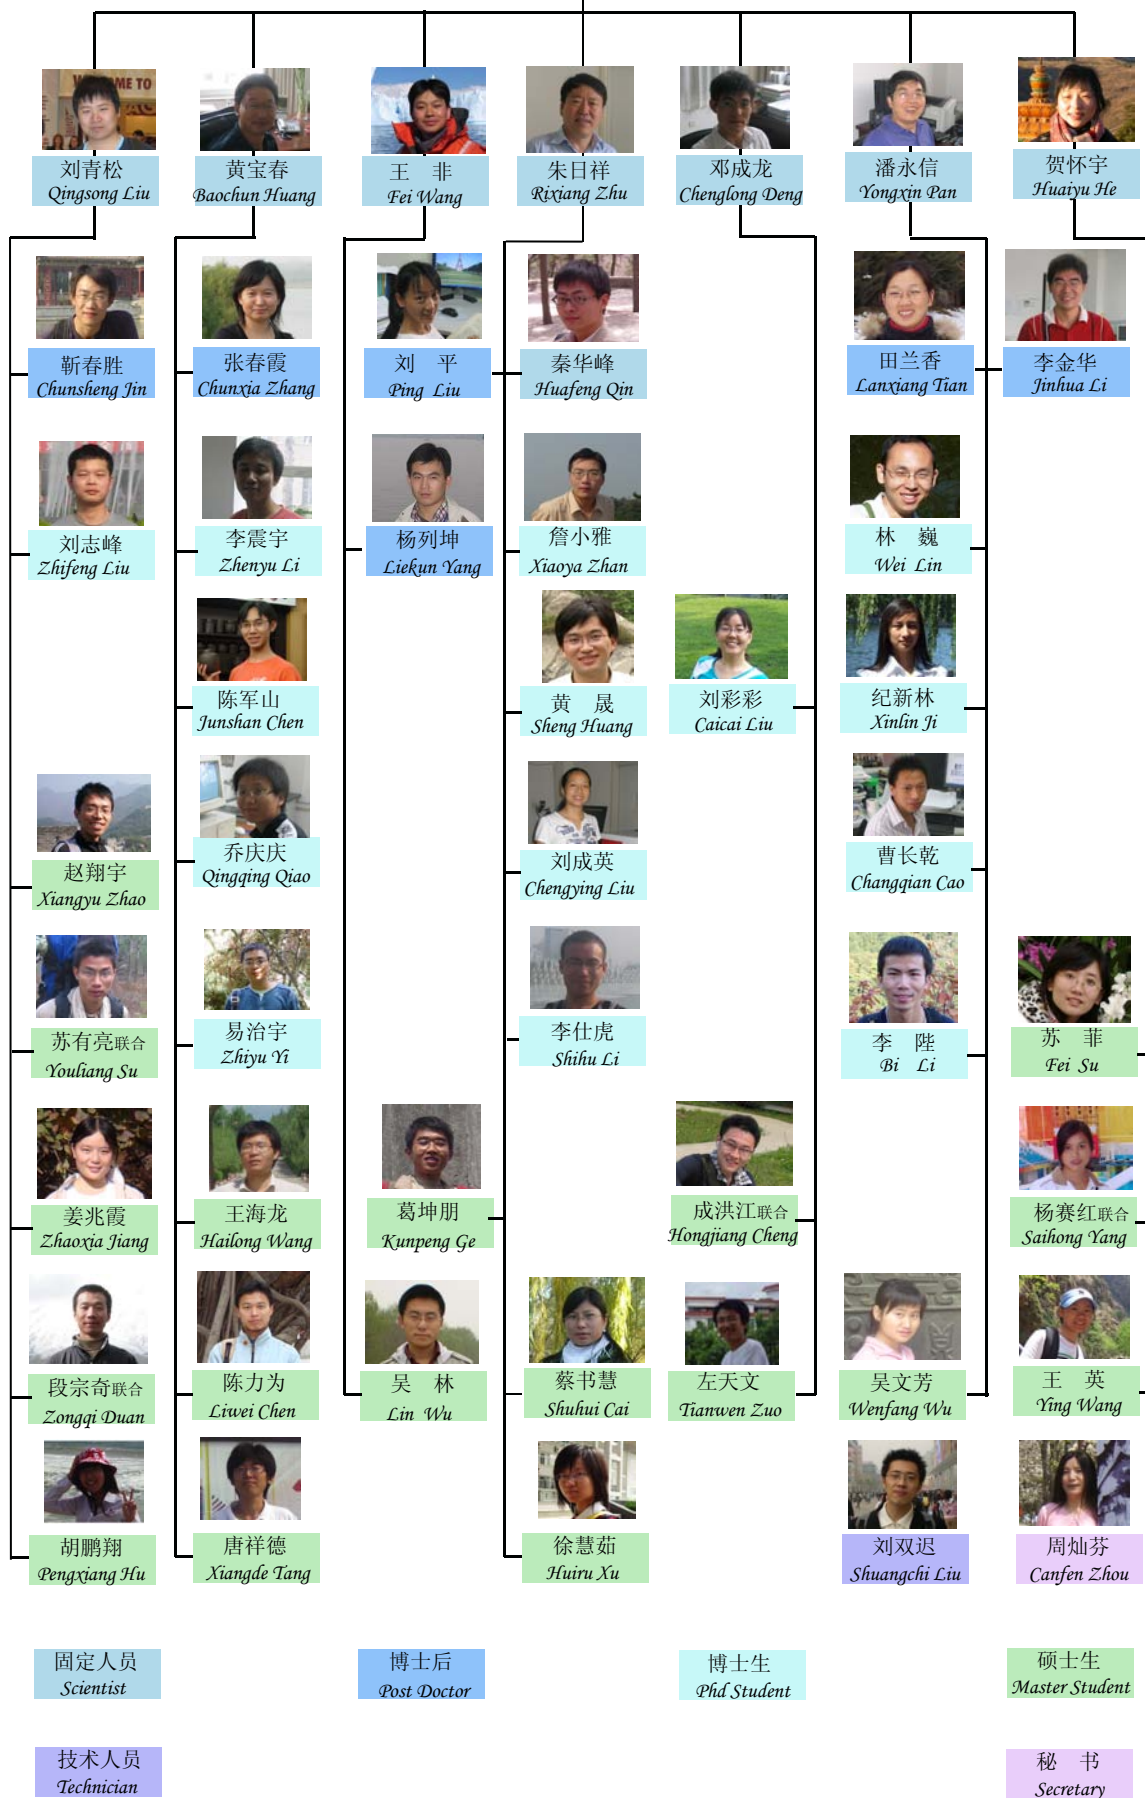 WELCOME TO
刘青松
Qingsong Liu
黄宝春
Baochun Huang
王 非
Fei Wang
朱日祥
Rixiang Zhu
邓成龙
Chenglong Deng
潘永信
Yongxin Pan
贺怀宇
Huaiyu He
靳春胜
Chunsheng Jin
张春霞
Chunxia Zhang
刘 平
Ping Liu
秦华峰
Huafeng Qin
田兰香
Lanxiang Tian
李金华
Jinhua Li
刘志峰
Zhifeng Liu
李震宇
Zhenyu Li
杨列坤
Liekun Yang
詹小雅
Xiaoya Zhan
林 巍
Wei Lin
陈军山
Junshan Chen
黄 晟
Sheng Huang
刘彩彩
Caicai Liu
纪新林
Xinlin Ji
赵翔宇
Xiangyu Zhao
乔庆庆
Qingqing Qiao
刘成英
Chengying Liu
曹长乾
Changqian Cao
苏有亮联合
Youliang Su
易治宇
Zhiyu Yi
李仕虎
Shihu Li
李 陛
Bi Li
苏 菲
Fei Su
姜兆霞
Zhaoxia Jiang
王海龙
Hailong Wang
葛坤朋
Kunpeng Ge
成洪江联合
Hongjiang Cheng
杨赛红联合
Saihong Yang
段宗奇联合
Zongqi Duan
陈力为
Liwei Chen
吴 林
Lin Wu
蔡书慧
Shuhui Cai
左天文
Tianwen Zuo
吴文芳
Wenfang Wu
王 英
Ying Wang
胡鹏翔
Pengxiang Hu
唐祥德
Xiangde Tang
徐慧茹
Huiru Xu
刘双迟
Shuangchi Liu
周灿芬
Canfen Zhou
固定人员
Scientist
博士后
Post Doctor
博士生
Phd Student
硕士生
Master Student
技术人员
Technician
秘 书
Secretary